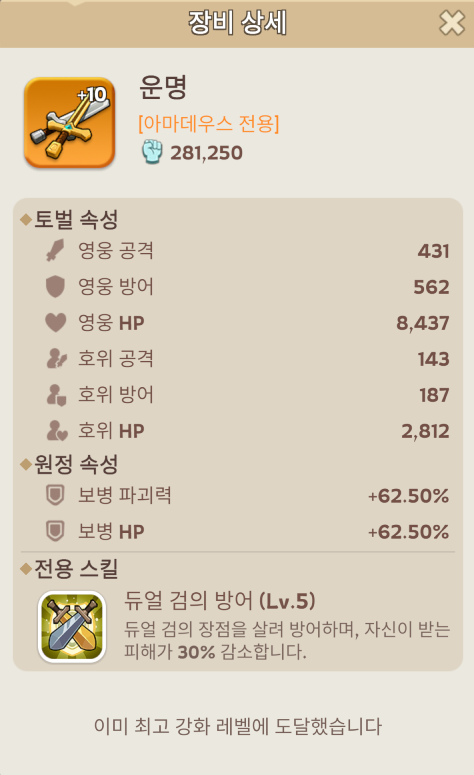 장비 상세
+10
운명
[아마데우스 전용]
281,250
토벌 속성
영웅 공격 431
영웅 방어 562
영웅 HP 8,437
호위 공격 143
호위 방어 187
호위 HP 2,812
원정 속성
보병 파괴력 +62.50%
보병 HP +62.50%
전용 스킬
듀얼 검의 방어 (Lv.5)
듀얼 검의 장점을 살려 방어하며, 자신이 받는
피해가 30% 감소합니다.
이미 최고 강화 레벨에 도달했습니다